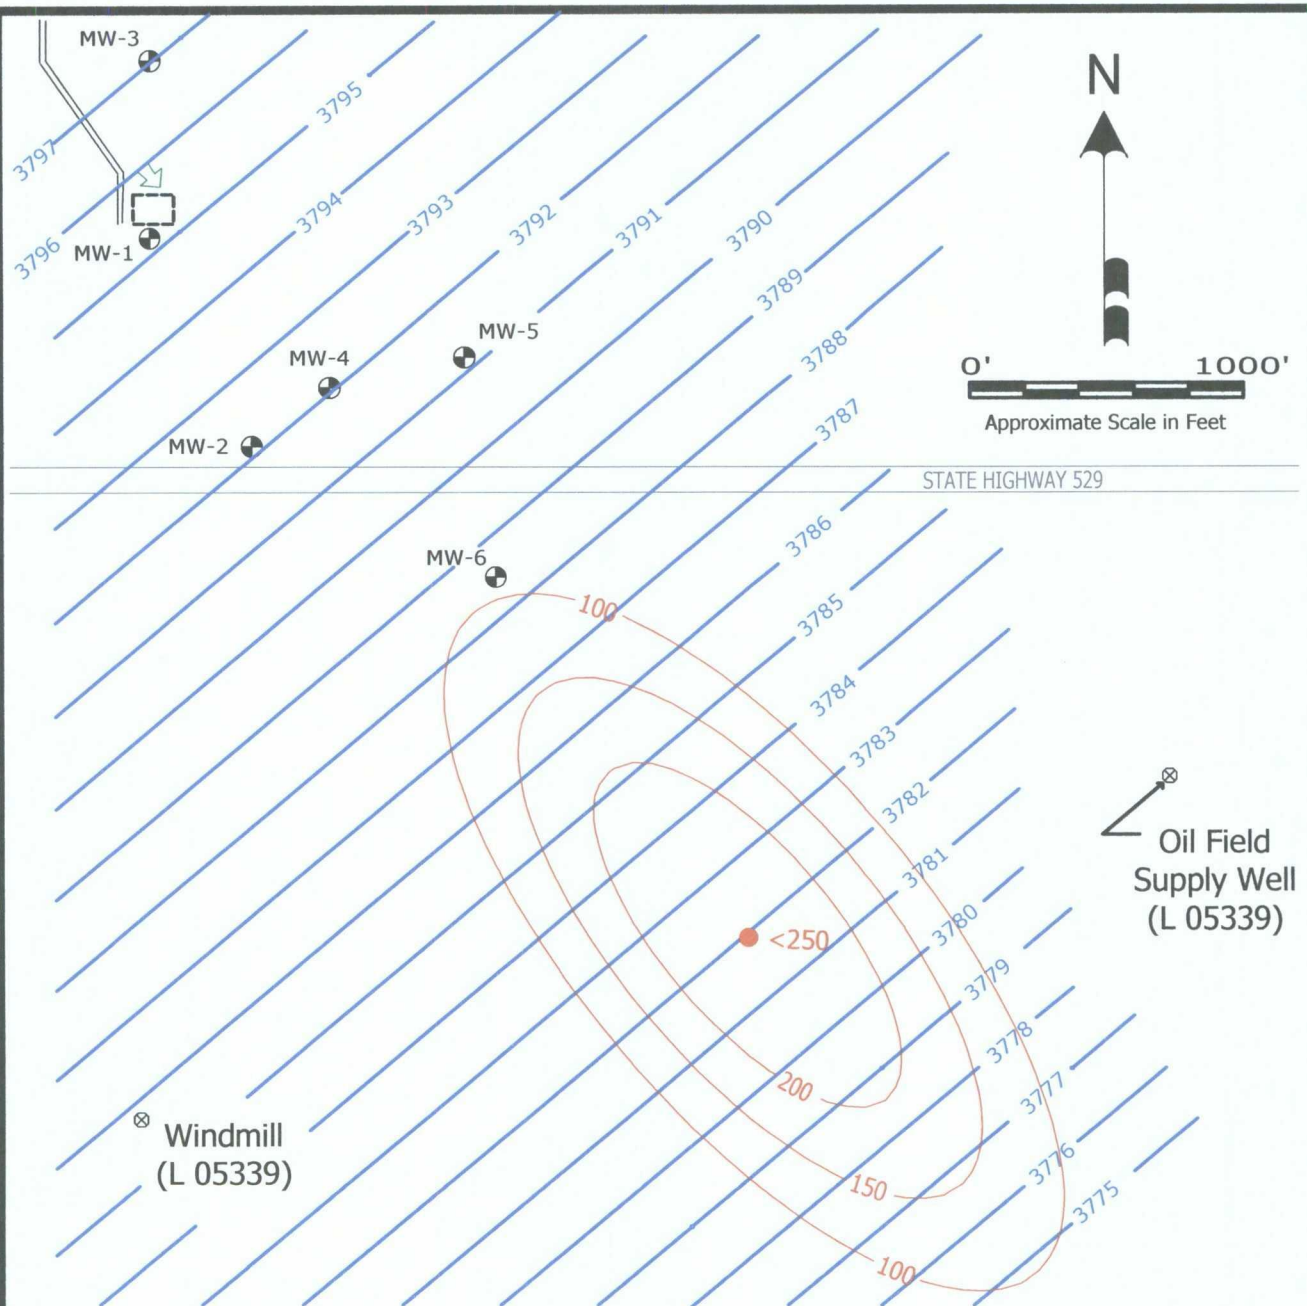 MW-3
N
3795
3797
3794
3793
3792
3791
3790
3796
MW-1
3789
MW-5
MW-4
3788
0' 1000'
Approximate Scale in Feet
3787
MW-2
STATE HIGHWAY 529
3786
MW-6
100
3785
3784
3783
3782
Oil Field
Supply Well
(L 05339)
3781
3780
<250
3779
3778
200
3777
Windmill
(L 05339)
3776
150
3775
100